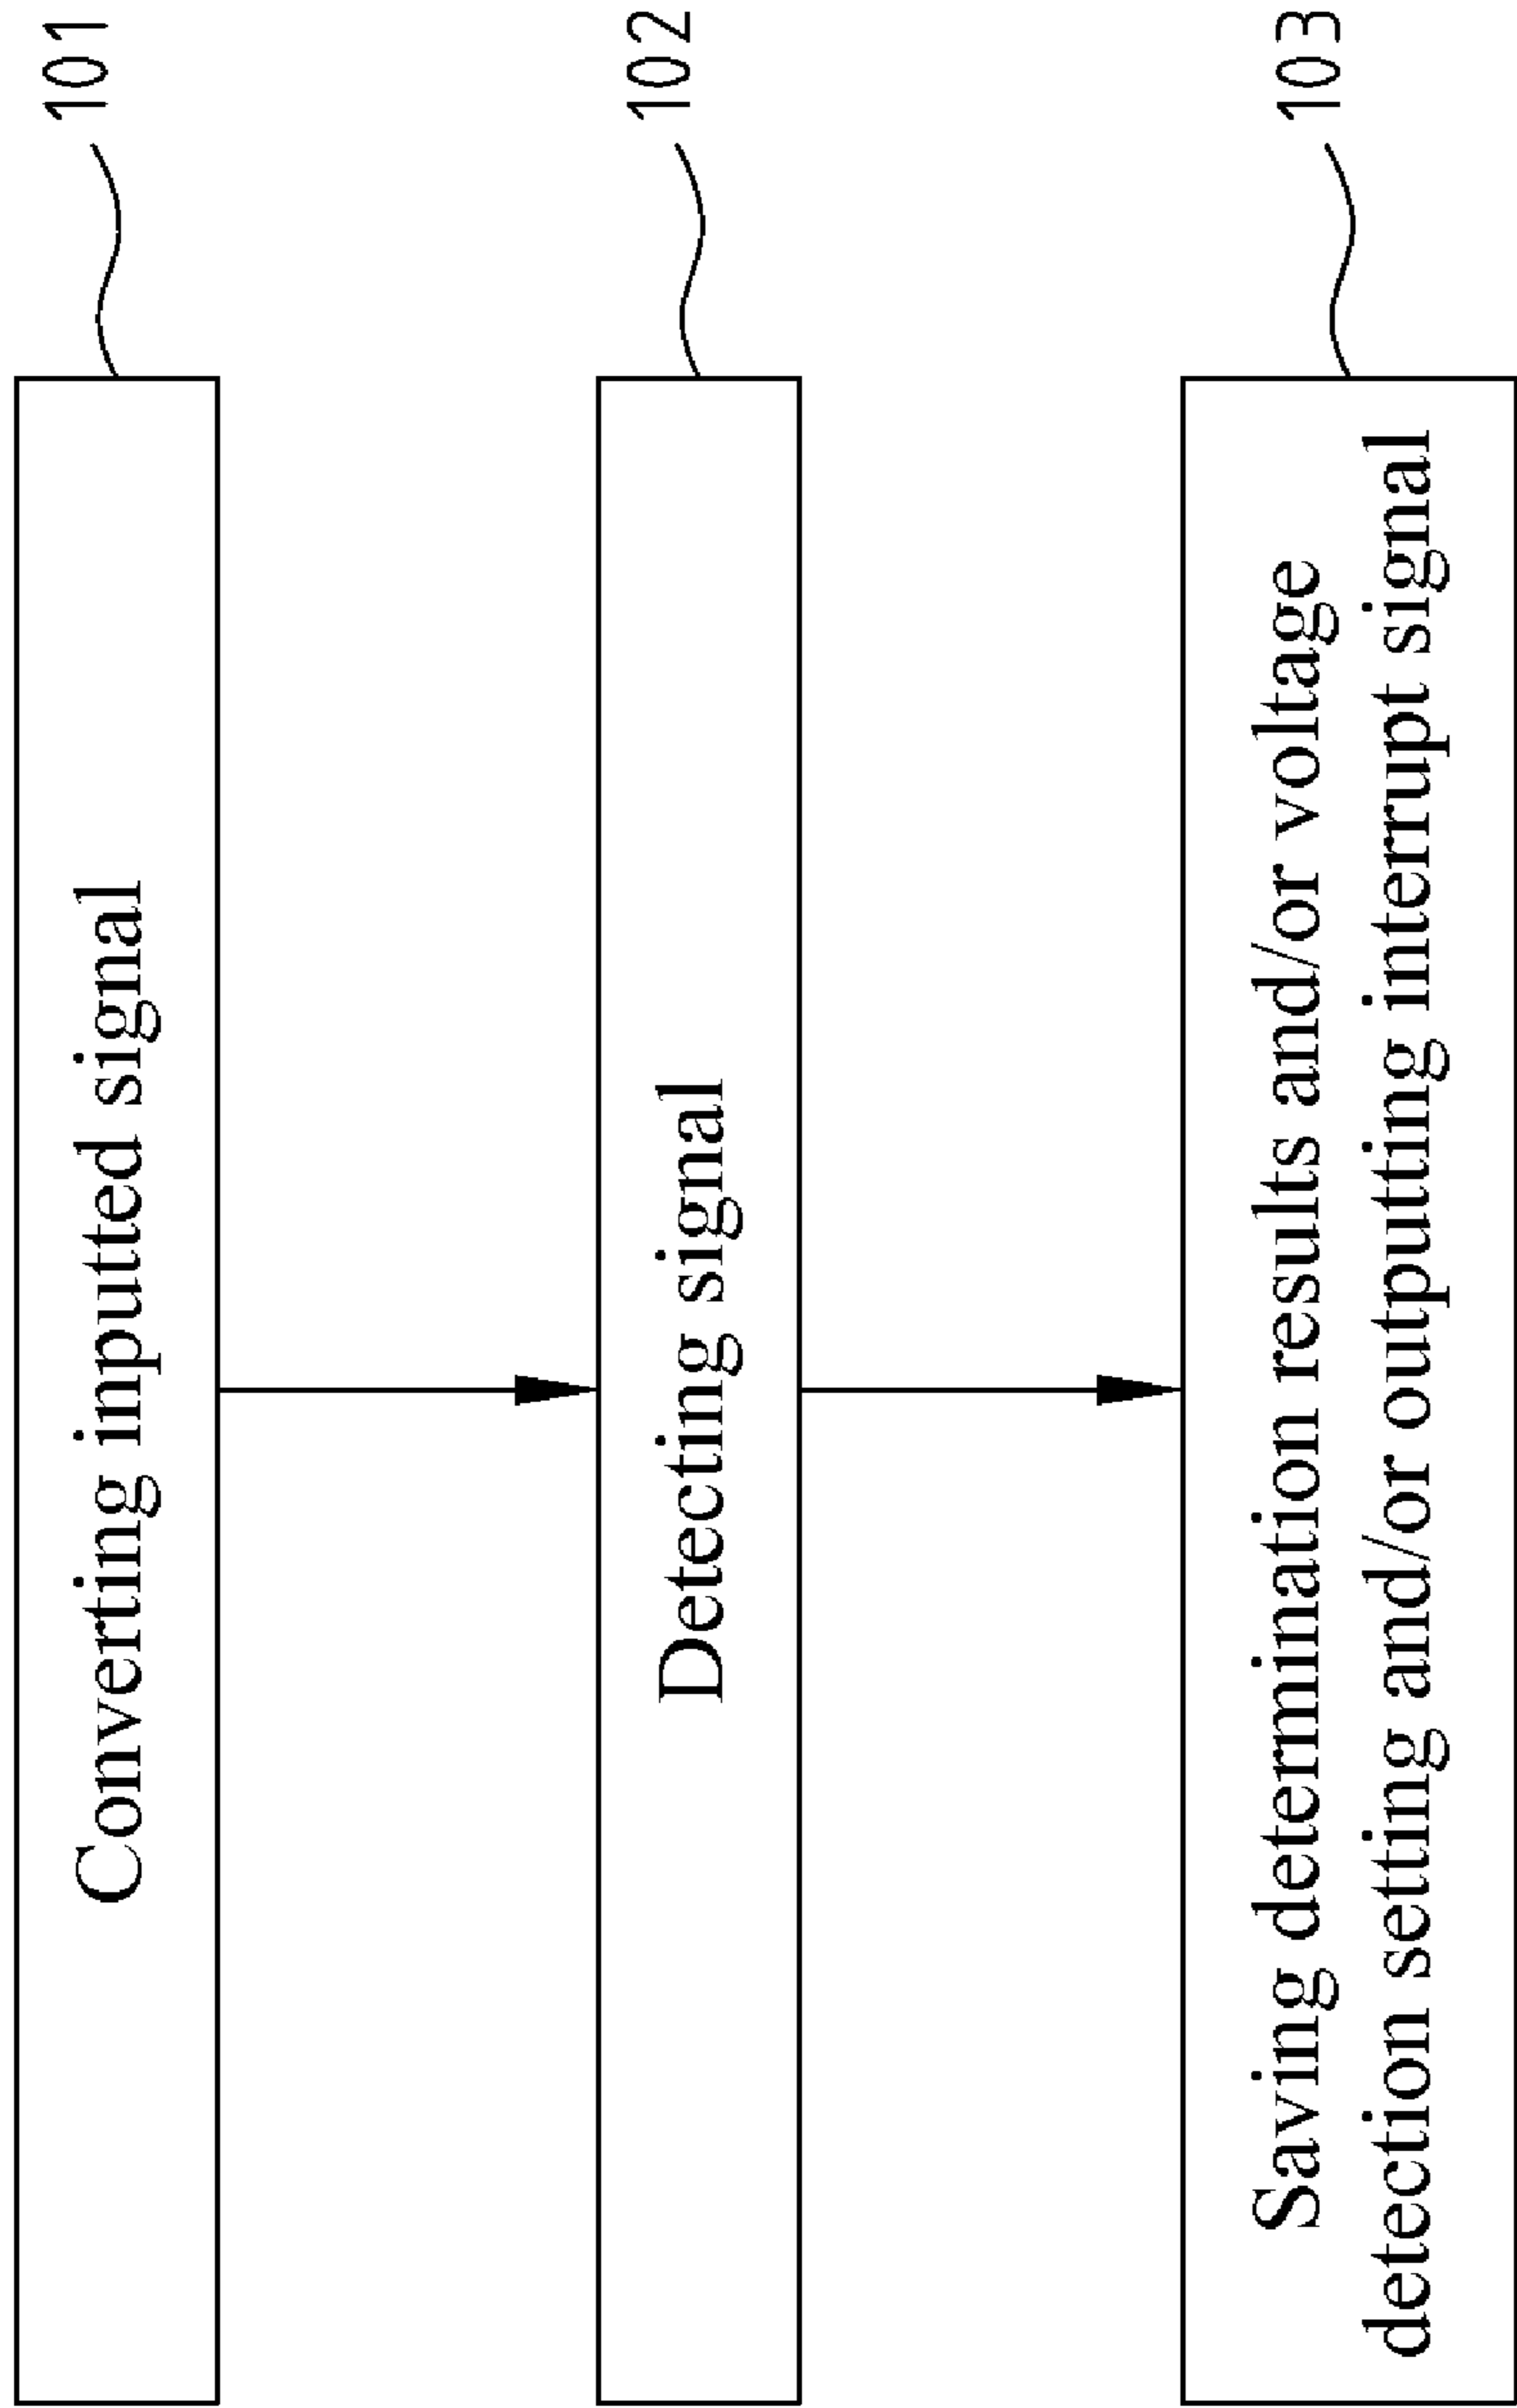 Converting inputted signal
101
Detecting signal
102
Saving determination results and/or voltage
detection setting and/or outputting interrupt signal
103